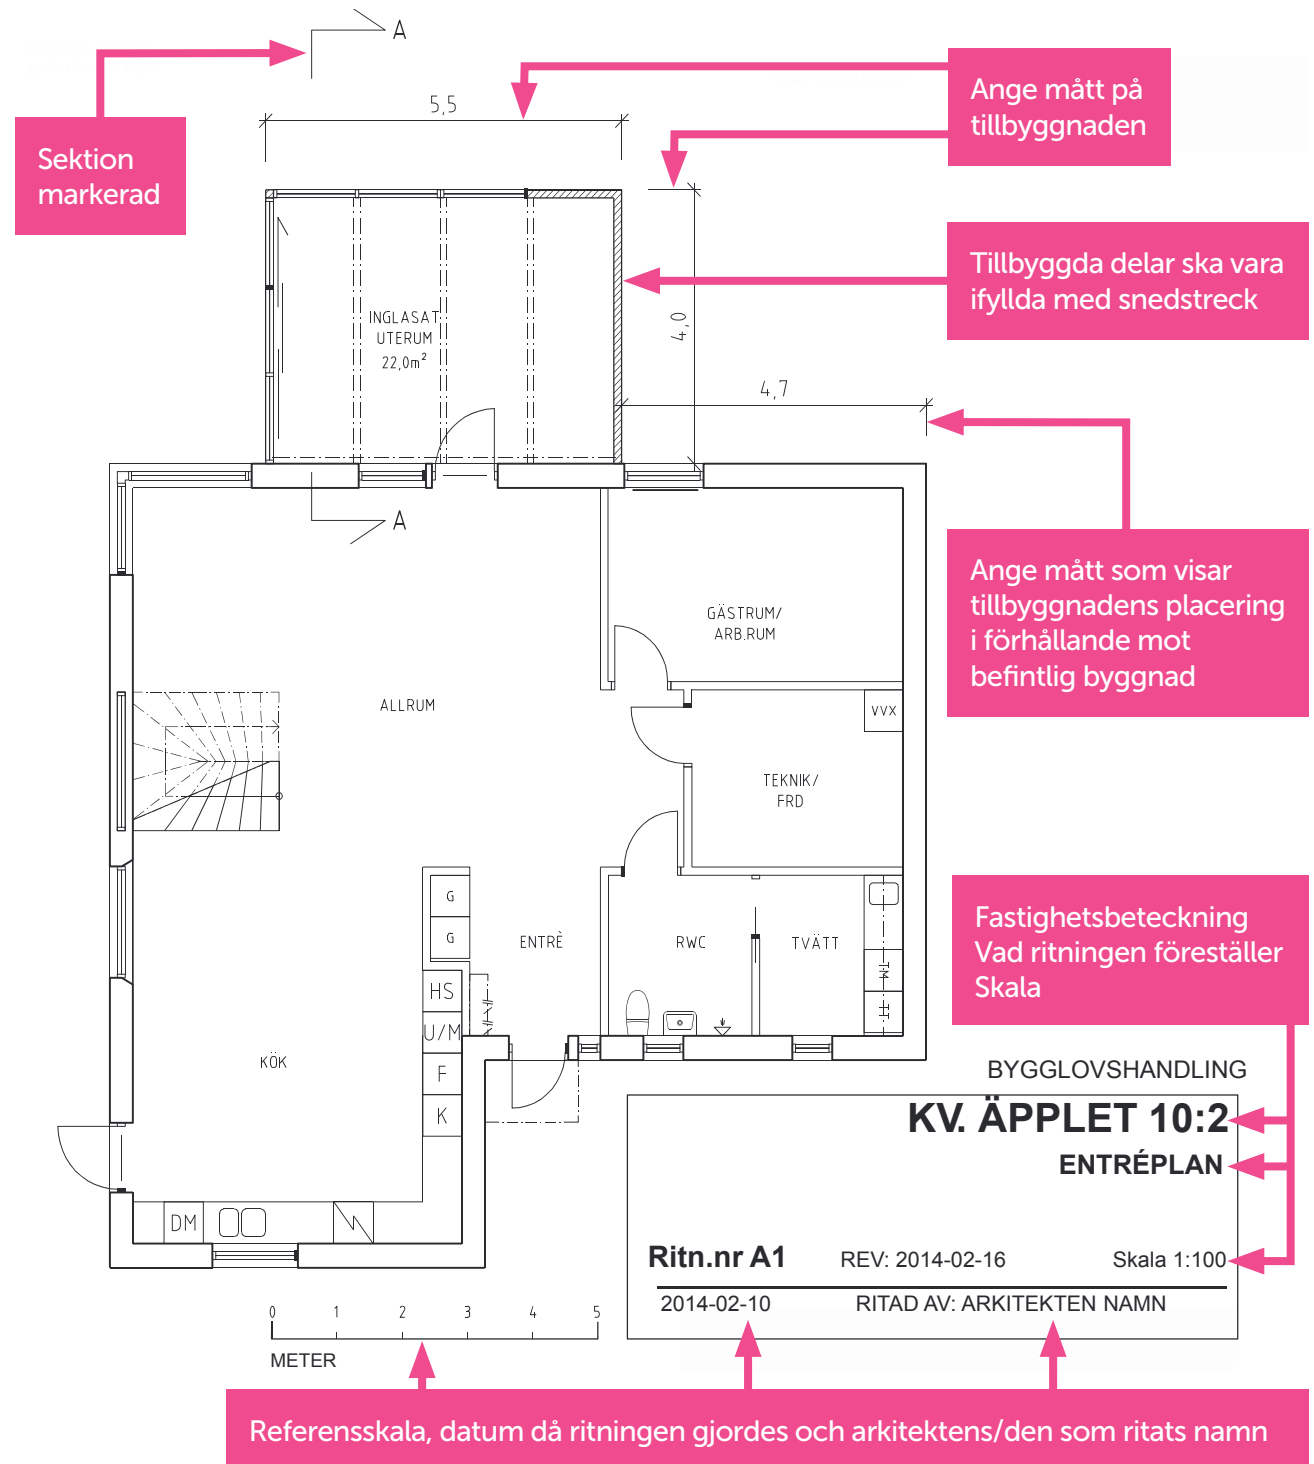 A
Sektion
markerad
5,5
Ange mått på
tillbyggnaden
Tillbyggda delar ska vara
ifyllda med snedstreck
INGLASAT
UTERUM
22,0m²
4,0
4,7
A
Ange mått som visar
tillbyggnadens placering
i förhållande mot
befintlig byggnad
GÄSTRUM/
ARB.RUM
ALLRUM
VVX
TEKNIK/
FRD
G
G
ENTRÈ
RWC
TVÄTT
TM
TT
HS
U/M
F
K
KÖK
DM
Fastighetsbeteckning
Vad ritningen föreställer
Skala
BYGGLOVSHANDLING
KV. ÄPPLET 10:2
ENTRÉPLAN
Ritn.nr A1 REV: 2014-02-16 Skala 1:100
2014-02-10 RITAD AV: ARKITEKTEN NAMN
0 1 2 3 4 5
METER
Referensskala, datum då ritningen gjordes och arkitektens/den som ritats namn